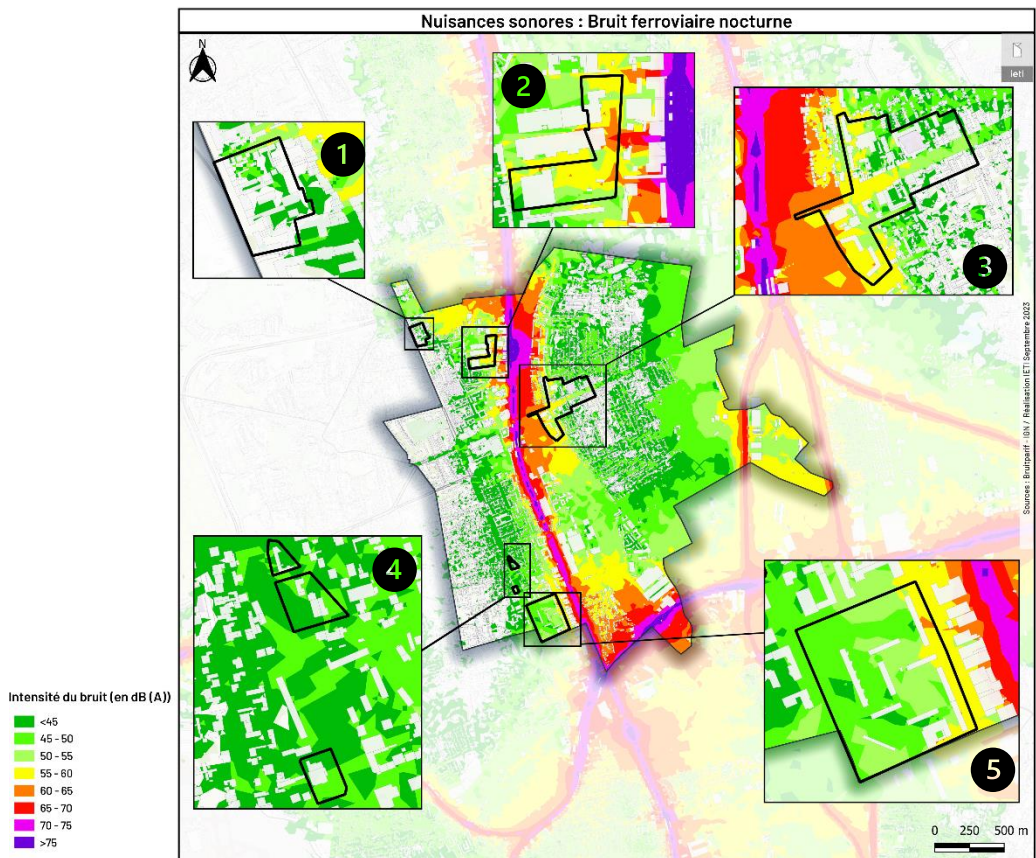 Nuisances sonores : Bruit ferroviaire nocturne
N
ieti
1
2
3
4
5
Sources : Bruitparif - IGN / Réalisation IETI Septembre 2023
Intensité du bruit (en dB (A))
<45
45 - 50
50 - 55
55 - 60
60 - 65
65 - 70
70 - 75
>75
0 250 500 m